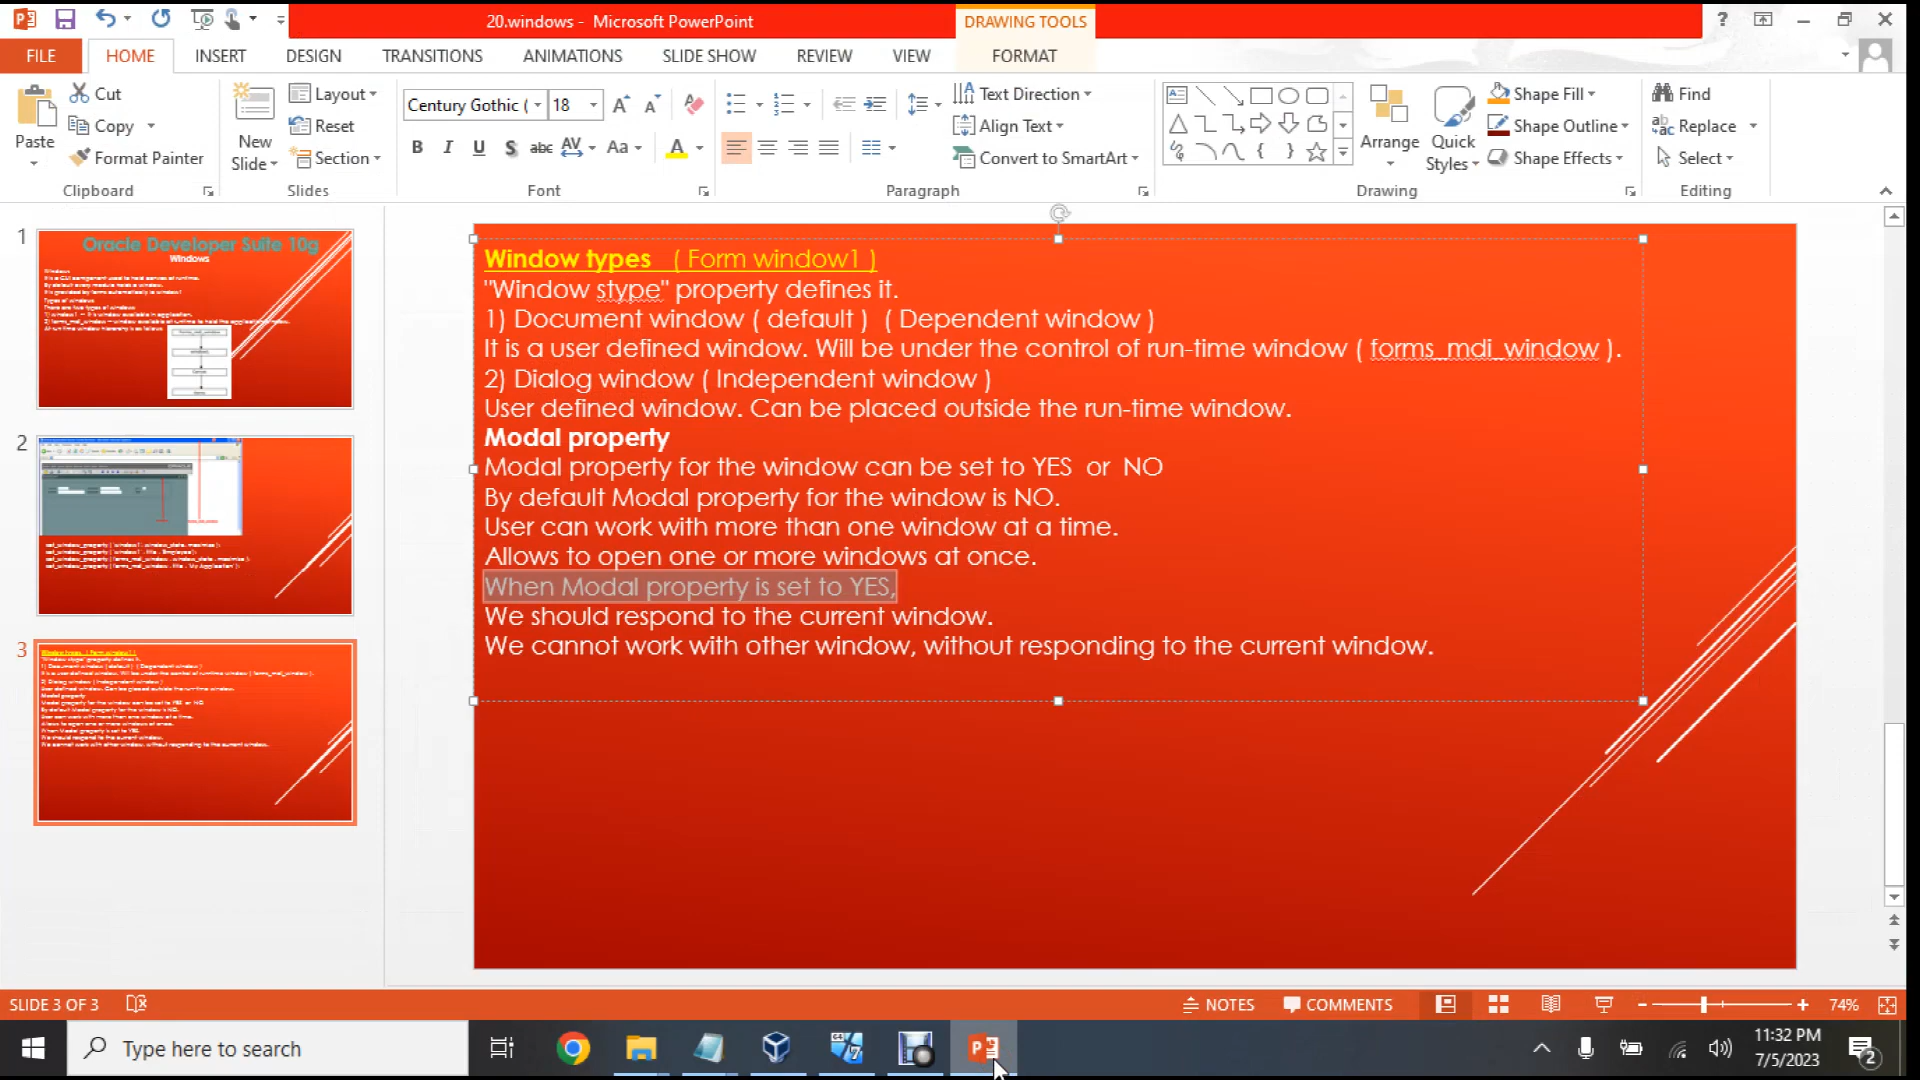 20.windows - Microsoft PowerPoint
DRAWING TOOLS
?
FILE
HOME
INSERT
DESIGN
TRANSITIONS
ANIMATIONS
SLIDE SHOW
REVIEW
VIEW
FORMAT
Paste
Cut
Copy
Format Painter
Clipboard
New
Slide
Layout
Reset
Section
Slides
Century Gothic (
18
B I U S abc AV Aa A
Font
Text Direction
Align Text
Convert to SmartArt
Paragraph
Arrange
Quick
Styles
Shape Fill
Shape Outline
Shape Effects
Drawing
Find
Replace
Select
Editing
1
Oracle Developer Suite 10g
Windows
2
3
Window types ( Form window1 )
"Window stype" property defines it.
1) Document window ( default ) ( Dependent window )
It is a user defined window. Will be under the control of run-time window ( forms_mdi_window ).
2) Dialog window ( Independent window )
User defined window. Can be placed outside the run-time window.
Modal property
Modal property for the window can be set to YES or NO
By default Modal property for the window is NO.
User can work with more than one window at a time.
Allows to open one or more windows at once.
When Modal property is set to YES,
We should respond to the current window.
We cannot work with other window, without responding to the current window.
SLIDE 3 OF 3
NOTES
COMMENTS
74%
Type here to search
11:32 PM
7/5/2023
2